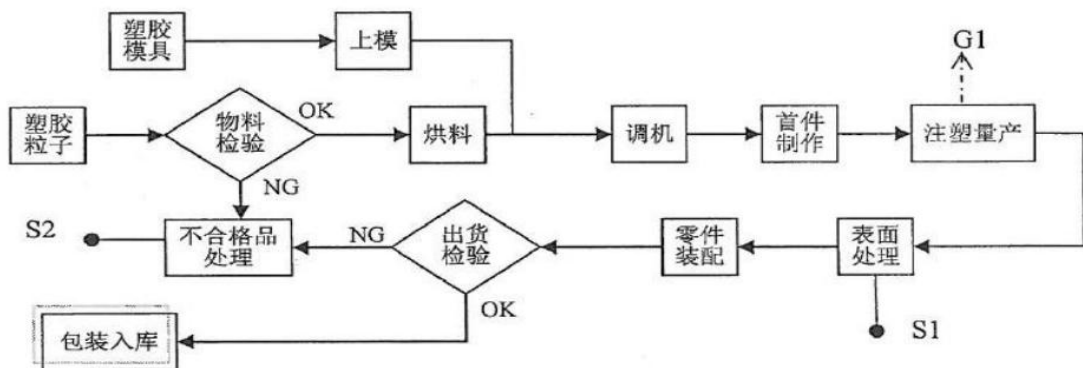 塑胶
模具
上模
G1
塑胶
粒子
物料
检验
OK
烘料
调机
首件
制作
注塑量产
NG
S2
不合格品
处理
NG
出货
检验
零件
装配
表面
处理
OK
S1
包装入库